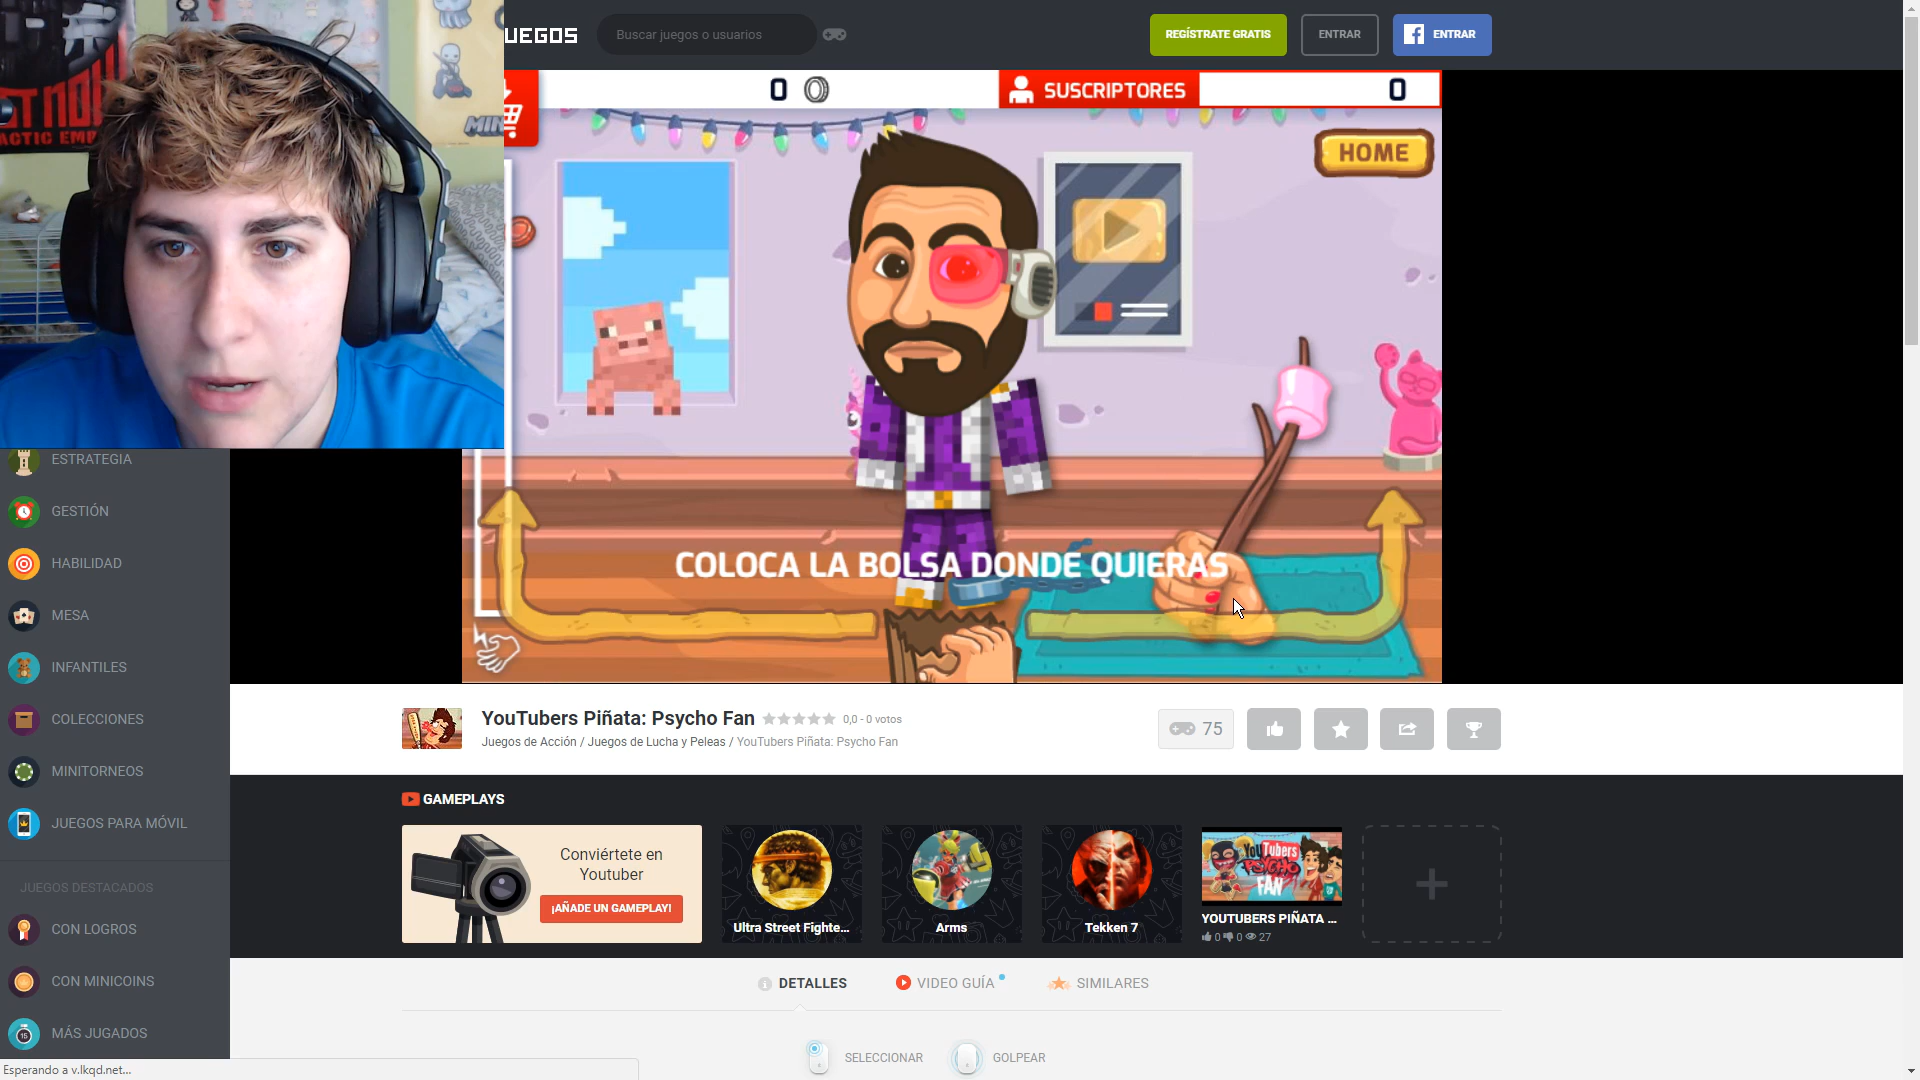 UEGOS
Buscar juegos o usuarios
REGÍSTRATE GRATIS
ENTRAR
ENTRAR
0
SUSCRIPTORES
0
HOME
COLOCA LA BOLSA DONDE QUIERAS
ESTRATEGIA
GESTIÓN
HABILIDAD
MESA
INFANTILES
COLECCIONES
MINITORNEOS
JUEGOS PARA MÓVIL
JUEGOS DESTACADOS
CON LOGROS
CON MINICOINS
MÁS JUGADOS
YouTubers Piñata: Psycho Fan
0,0 - 0 votos
Juegos de Acción / Juegos de Lucha y Peleas / YouTubers Piñata: Psycho Fan
75
GAMEPLAYS
Conviértete en
Youtuber
¡AÑADE UN GAMEPLAY!
Ultra Street Fighte...
Arms
Tekken 7
YouTubers
PSYCHO
FAN
YOUTUBERS PIÑATA ...
0 0 27
DETALLES
VIDEO GUÍA
SIMILARES
SELECCIONAR
GOLPEAR
Esperando a v.lkqd.net...